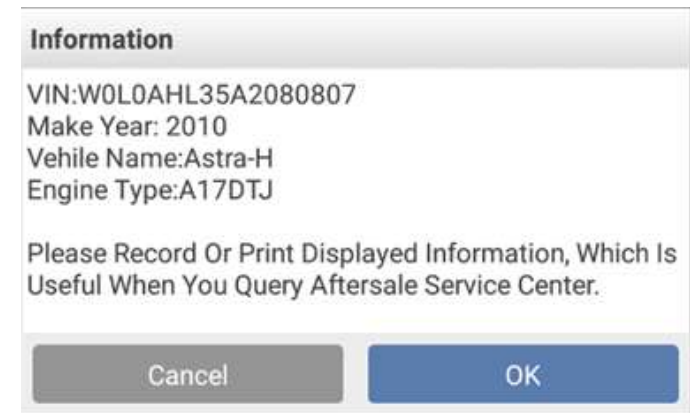 Information
VIN:W0L0AHL35A2080807
Make Year: 2010
Vehile Name:Astra-H
Engine Type:A17DTJ
Please Record Or Print Displayed Information, Which Is
Useful When You Query Aftersale Service Center.
Cancel
OK